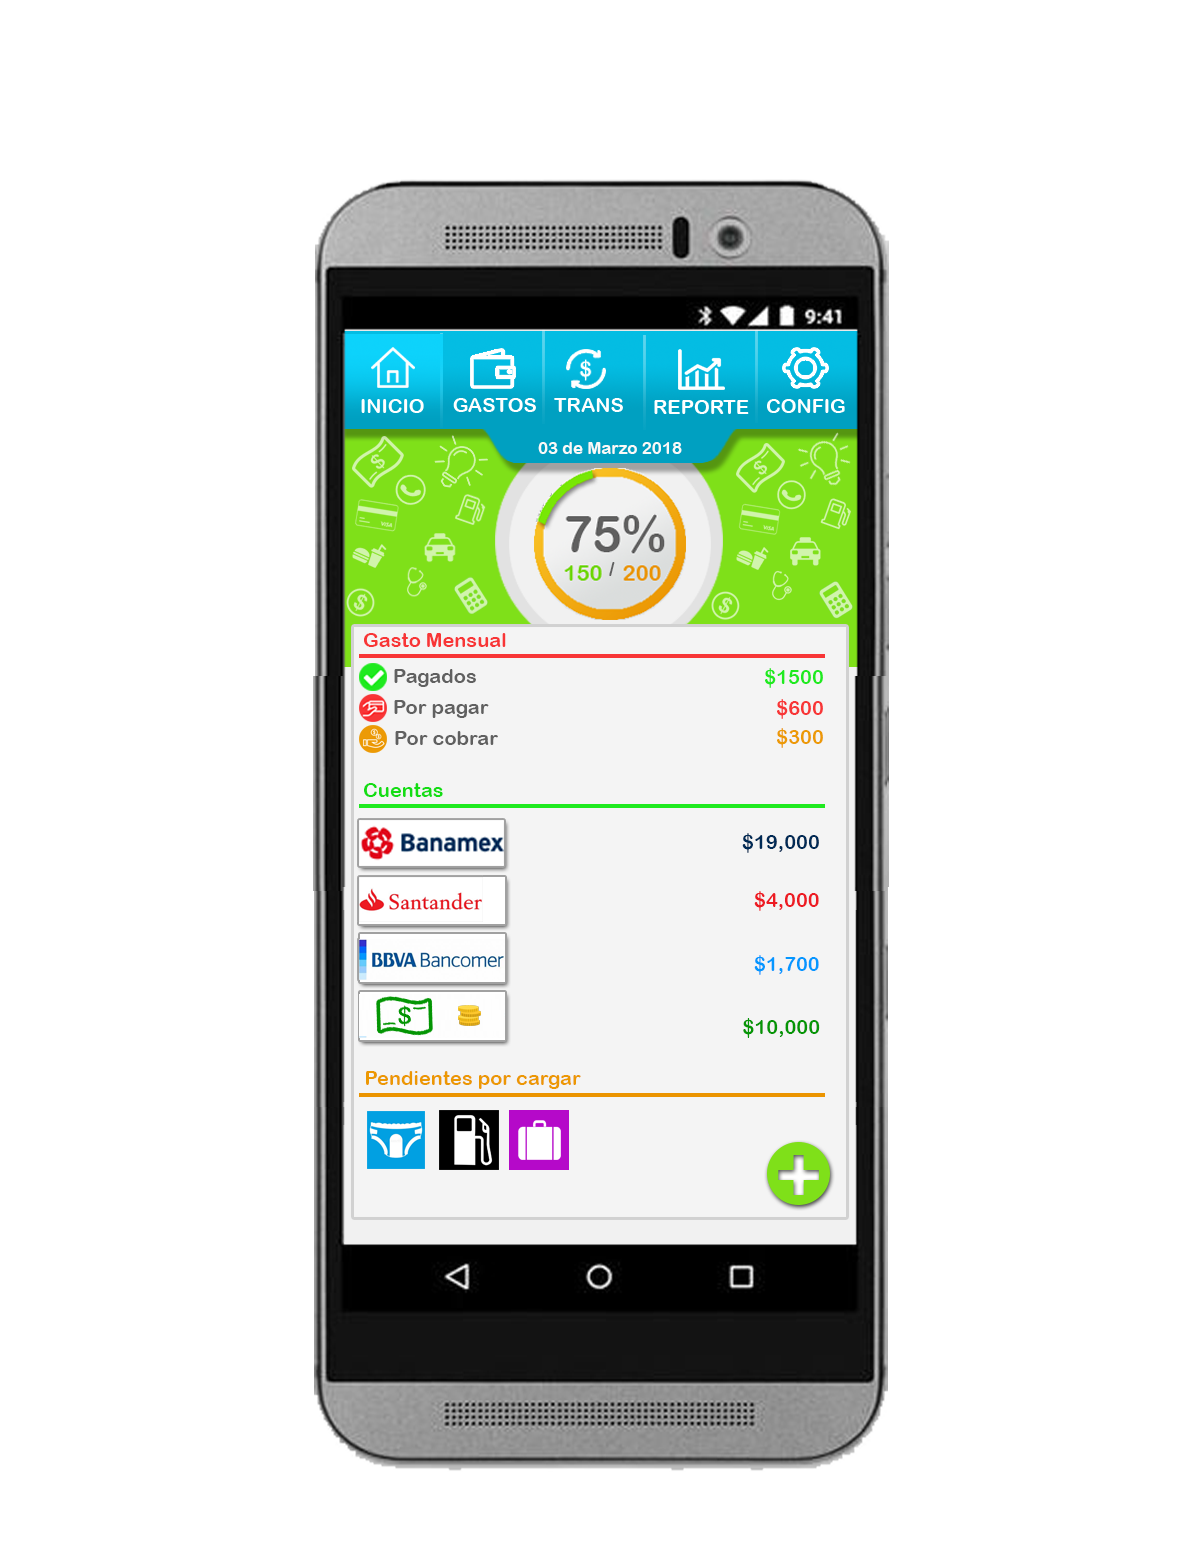 9:41
INICIO GASTOS TRANS REPORTE CONFIG
03 de Marzo 2018
75%
150 / 200
Gasto Mensual
Pagados $1500
Por pagar $600
Por cobrar $300
Cuentas
Banamex $19,000
Santander $4,000
BBVA Bancomer $1,700
$10,000
Pendientes por cargar